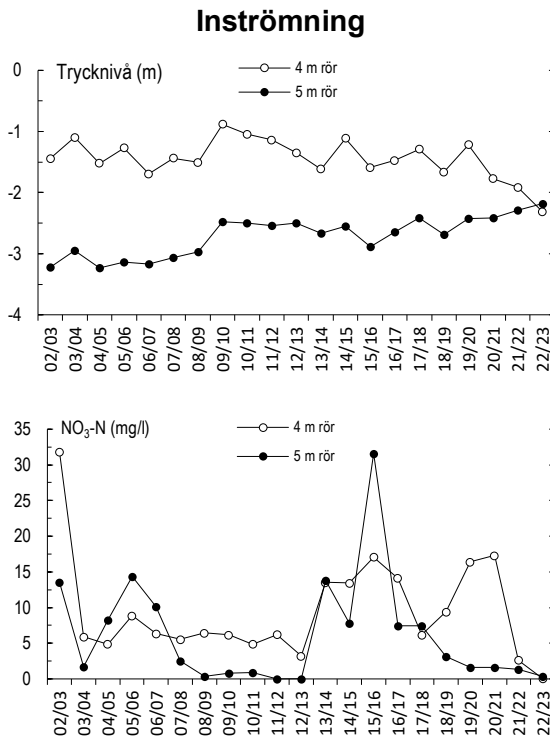 Inströmning
Trycknivå (m)
4 m rör
5 m rör
0
-1
-2
-3
-4
02/03 03/04 04/05 05/06 06/07 07/08 08/09 09/10 10/11 11/12 12/13 13/14 14/15 15/16 16/17 17/18 18/19 19/20 20/21 21/22 22/23
NO₃-N (mg/l)
4 m rör
5 m rör
35
30
25
20
15
10
5
0
02/03 03/04 04/05 05/06 06/07 07/08 08/09 09/10 10/11 11/12 12/13 13/14 14/15 15/16 16/17 17/18 18/19 19/20 20/21 21/22 22/23